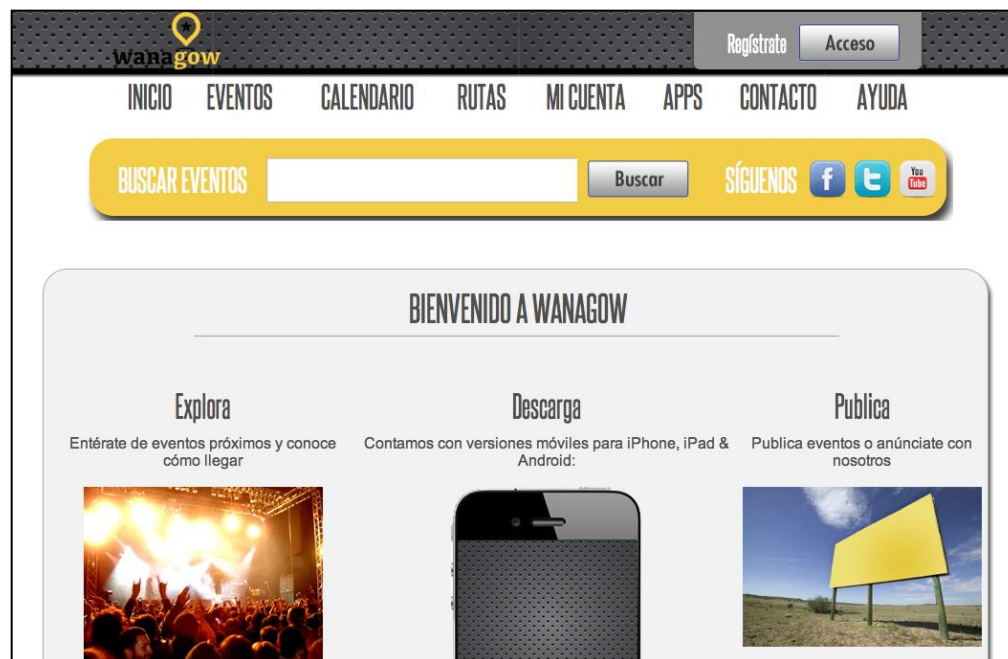 wanagow
Regístrate Acceso
INICIO EVENTOS CALENDARIO RUTAS MI CUENTA APPS CONTACTO AYUDA
BUSCAR EVENTOS Buscar SÍGUENOS f t You Tube
BIENVENIDO A WANAGOW
Explora Descarga Publica
Entérate de eventos próximos y conoce cómo llegar
Contamos con versiones móviles para iPhone, iPad & Android:
Publica eventos o anúnciate con nosotros